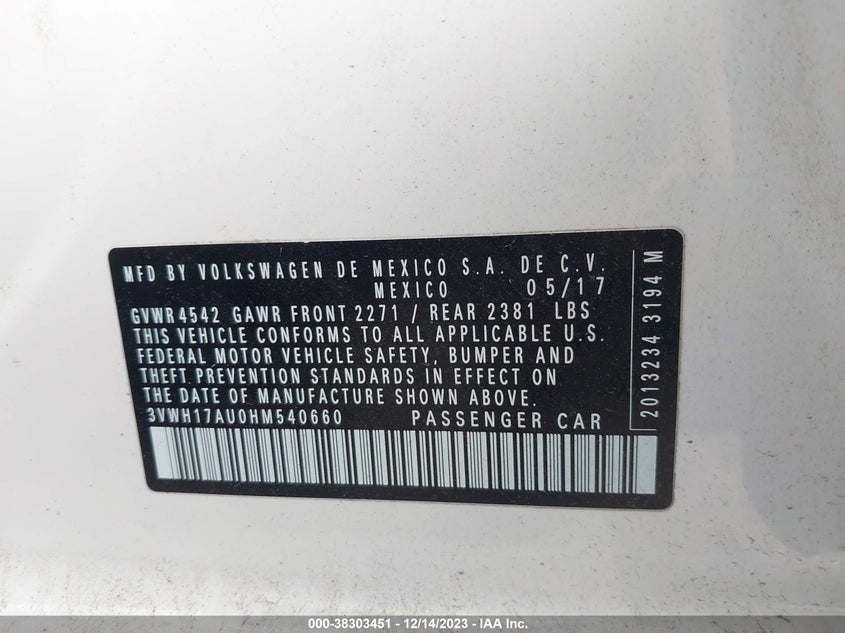 MFD BY VOLKSWAGEN DE MEXICO S.A. DE C.V.
MEXICO 05/17
GVWR 4542 GAWR FRONT 2271 / REAR 2381 LBS
THIS VEHICLE CONFORMS TO ALL APPLICABLE U.S.
FEDERAL MOTOR VEHICLE SAFETY, BUMPER AND
THEFT PREVENTION STANDARDS IN EFFECT ON
THE DATE OF MANUFACTURE SHOWN ABOVE.
3VWH17AU0HM540660 PASSENGER CAR
2013234 3194 M
000-38303451 - 12/14/2023 - IAA Inc.